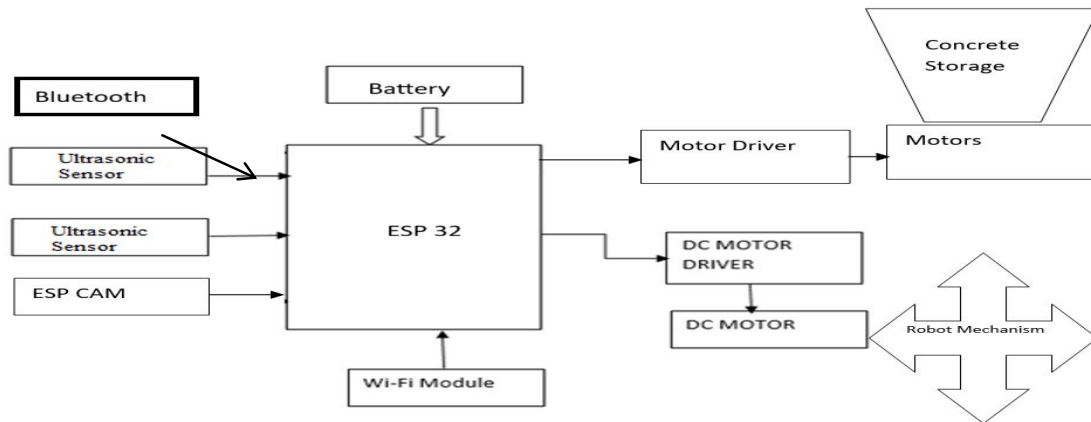 Concrete
Storage
Bluetooth
Battery
Motor Driver
Motors
Ultrasonic
Sensor
Ultrasonic
Sensor
ESP 32
DC MOTOR
DRIVER
ESP CAM
DC MOTOR
Robot Mechanism
Wi-Fi Module